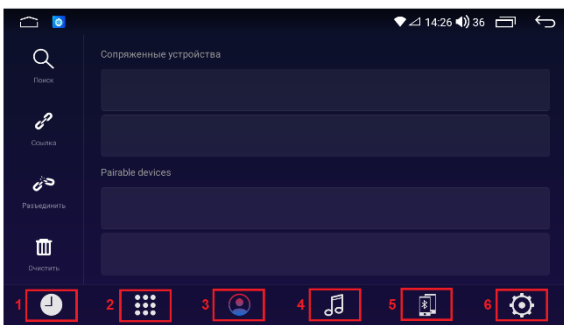 14:26 36
Поиск
Сопряженные устройства
Ссылка
Pairable devices
Разъединить
Очистить
1 2 3 4 5 6